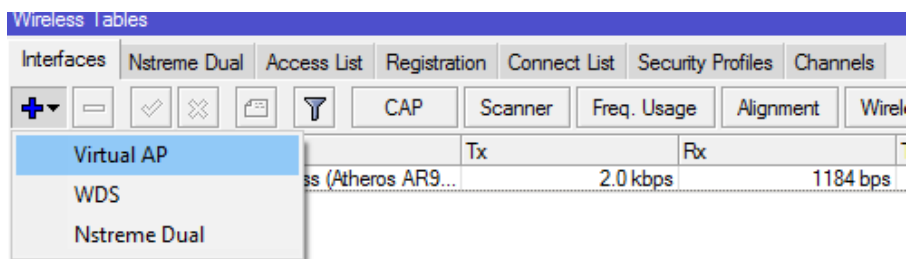 Wireless Tables
Interfaces Nstreme Dual Access List Registration Connect List Security Profiles Channels
CAP Scanner Freq. Usage Alignment
Virtual AP Tx Rx
(Atheros AR9... 2.0 kbps 1184 bps
WDS
Nstreme Dual